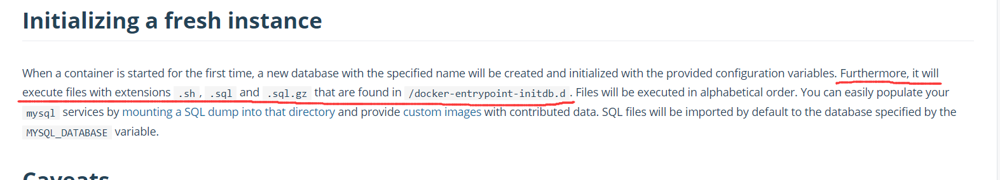 Initializing a fresh instance
When a container is started for the first time, a new database with the specified name will be created and initialized with the provided configuration variables. Furthermore, it will
execute files with extensions .sh, .sql and .sql.gz that are found in /docker-entrypoint-initdb.d. Files will be executed in alphabetical order. You can easily populate your
mysql services by mounting a SQL dump into that directory and provide custom images with contributed data. SQL files will be imported by default to the database specified by the
MYSQL_DATABASE variable.
Caveats